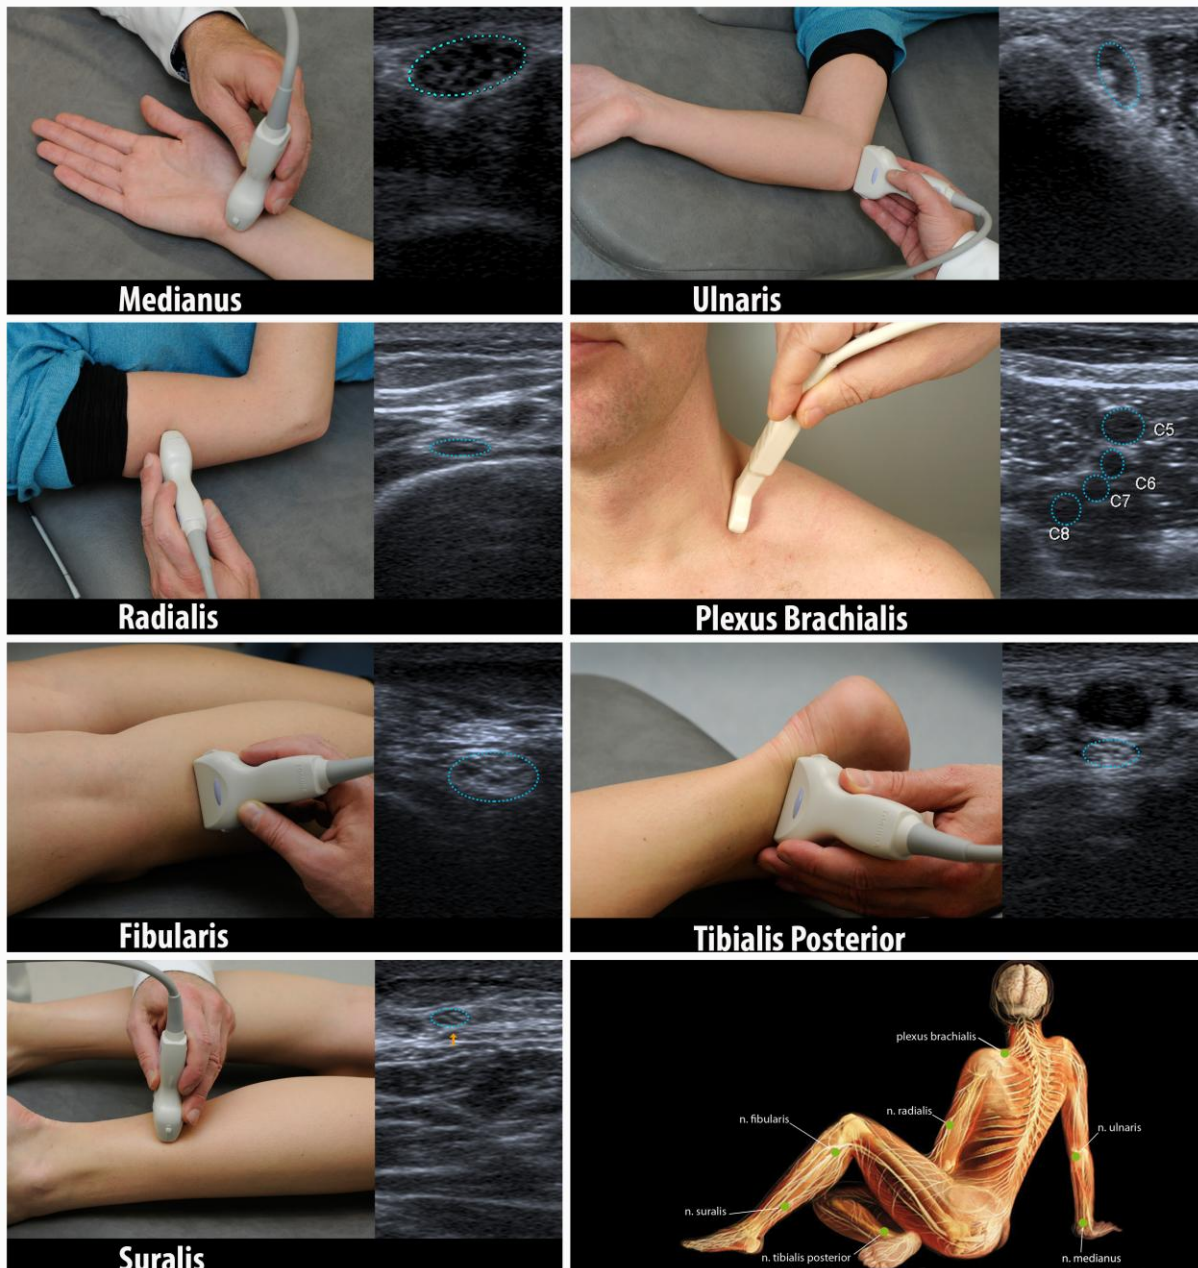 Medianus
Ulnaris
Radialis
C5
C6
C7
C8
Plexus Brachialis
Fibularis
Tibialis Posterior
Suralis
plexus brachialis
n. radialis
n. fibularis
n. ulnaris
n. suralis
n. tibialis posterior
n. medianus